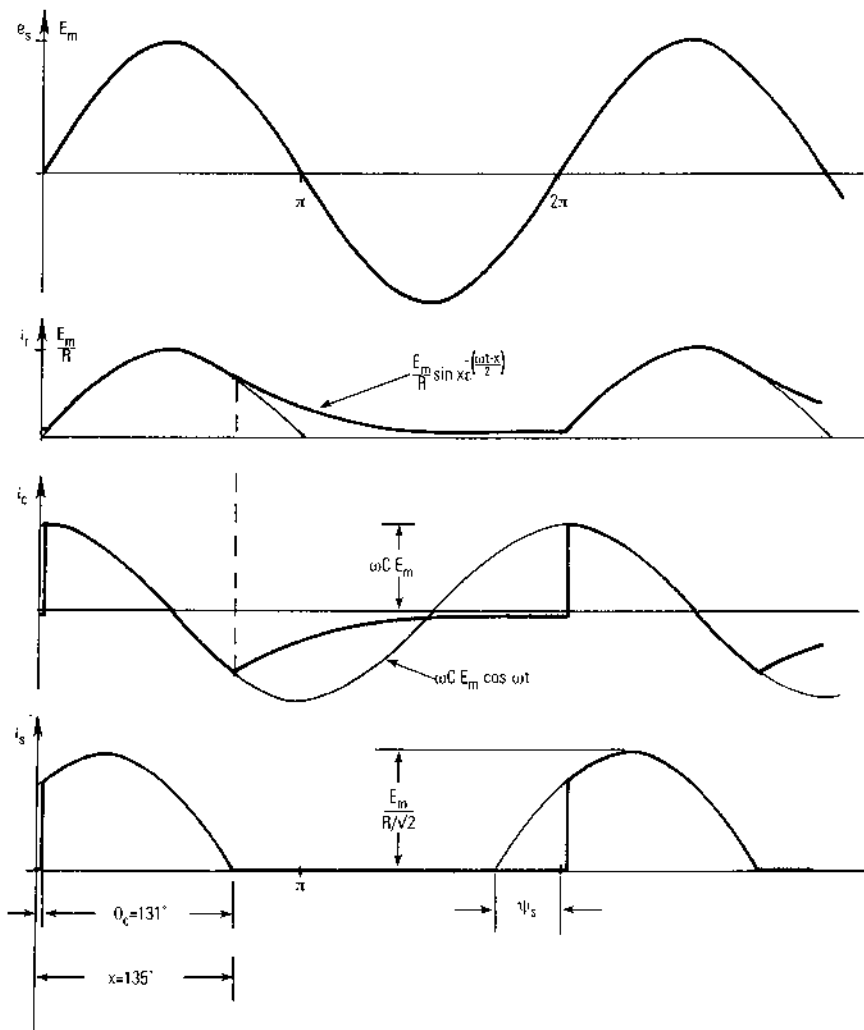 e_s E_m
π
2π
i_r E_m/R
E_m/R sin xε^-(ωt-x/2)
i_c
ωC E_m
ωC E_m cos ωt
i_s
E_m
R/√2
π
θ_c=131°
ψ_s
x=135°